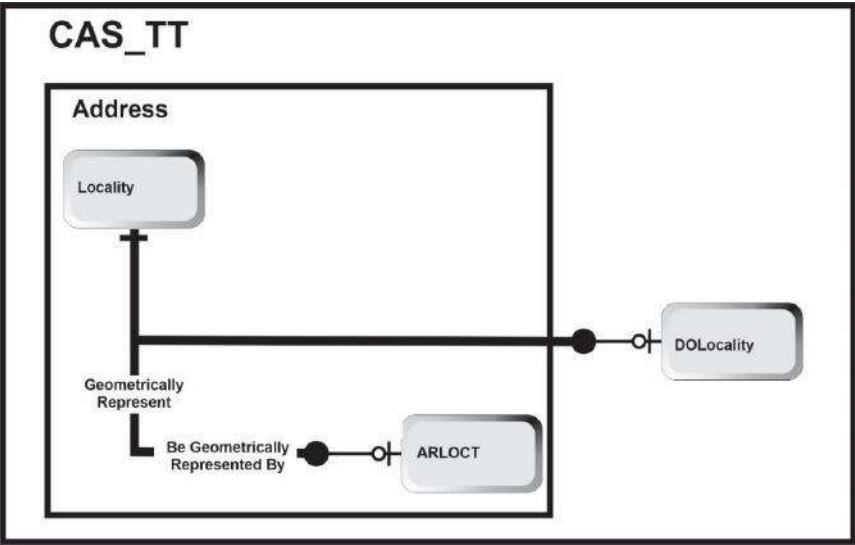 CAS_TT
Address
Locality
DOLocality
Geometrically
Represent
Be Geometrically
Represented By
ARLOCT